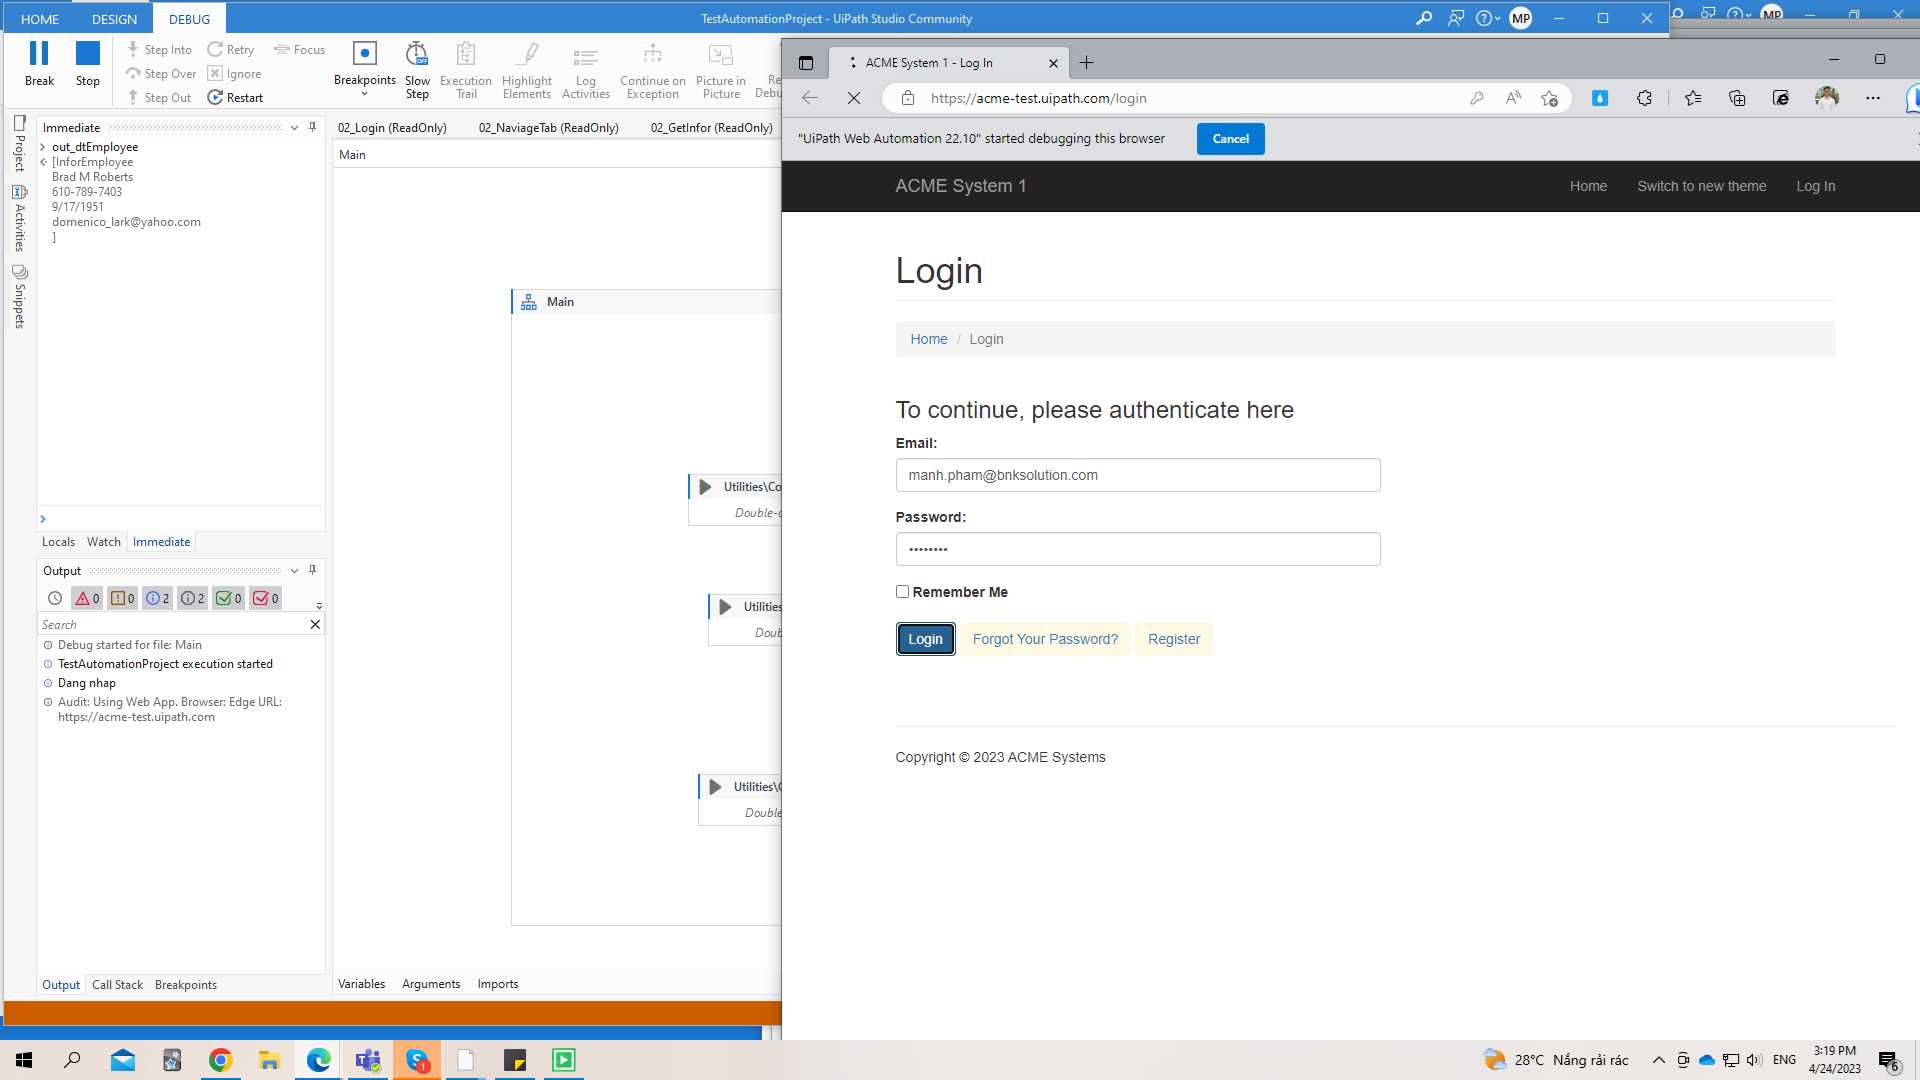 HOME DESIGN DEBUG
TestAutomationProject - UiPath Studio Community
MP
MP
Break
Stop
Step Into
Step Over
Step Out
Retry
Ignore
Restart
Focus
Breakpoints
Slow Step
Execution Trail
Highlight Elements
Log Activities
Continue on Exception
Picture in Picture
Project
Activities
Snippets
Immediate
out_dtEmployee
[InforEmployee
Brad M Roberts
610-789-7403
9/17/1951
domenico_lark@yahoo.com
]
Locals Watch Immediate
Output
0 0 2 2 0 0
Search
Debug started for file: Main
TestAutomationProject execution started
Dang nhap
Audit: Using Web App. Browser: Edge URL:
https://acme-test.uipath.com
Output Call Stack Breakpoints
02_Login (ReadOnly) 02_NaviageTab (ReadOnly) 02_GetInfor (ReadOnly)
Main
Main
Utilities\Co
Double-c
Utilities
Doub
Utilities\
Double
Variables Arguments Imports
ACME System 1 - Log In
https://acme-test.uipath.com/login
"UiPath Web Automation 22.10" started debugging this browser
Cancel
ACME System 1
Home Switch to new theme Log In
Login
Home / Login
To continue, please authenticate here
Email:
manh.pham@bnksolution.com
Password:
••••••••
Remember Me
Login Forgot Your Password? Register
Copyright © 2023 ACME Systems
1
28°C Nắng rải rác
ENG
3:19 PM
4/24/2023
6